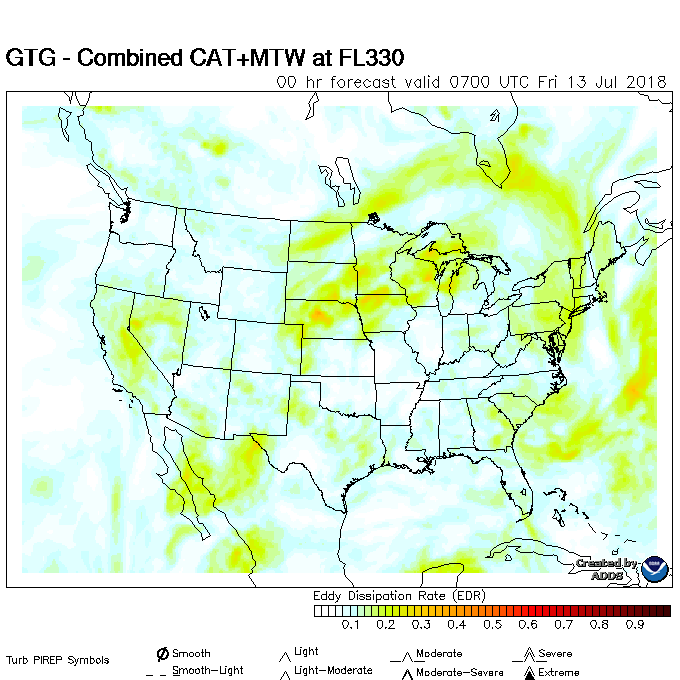 GTG - Combined CAT+MTW at FL330
00 hr forecast valid 0700 UTC Fri 13 Jul 2018
Created by
ADDS
Eddy Dissipation Rate (EDR)
0.1 0.2 0.3 0.4 0.5 0.6 0.7 0.8 0.9
Turb PIREP Symbols
Smooth Light Moderate Severe
Smooth-Light Light-Moderate Moderate-Severe Extreme